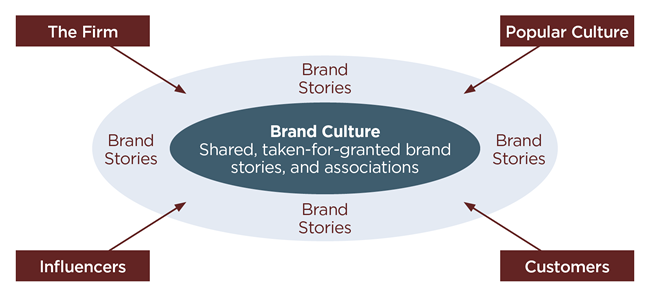 The Firm
Popular Culture
Brand
Stories
Brand
Stories
Brand Culture
Shared, taken-for-granted brand
stories, and associations
Brand
Stories
Brand
Stories
Influencers
Customers